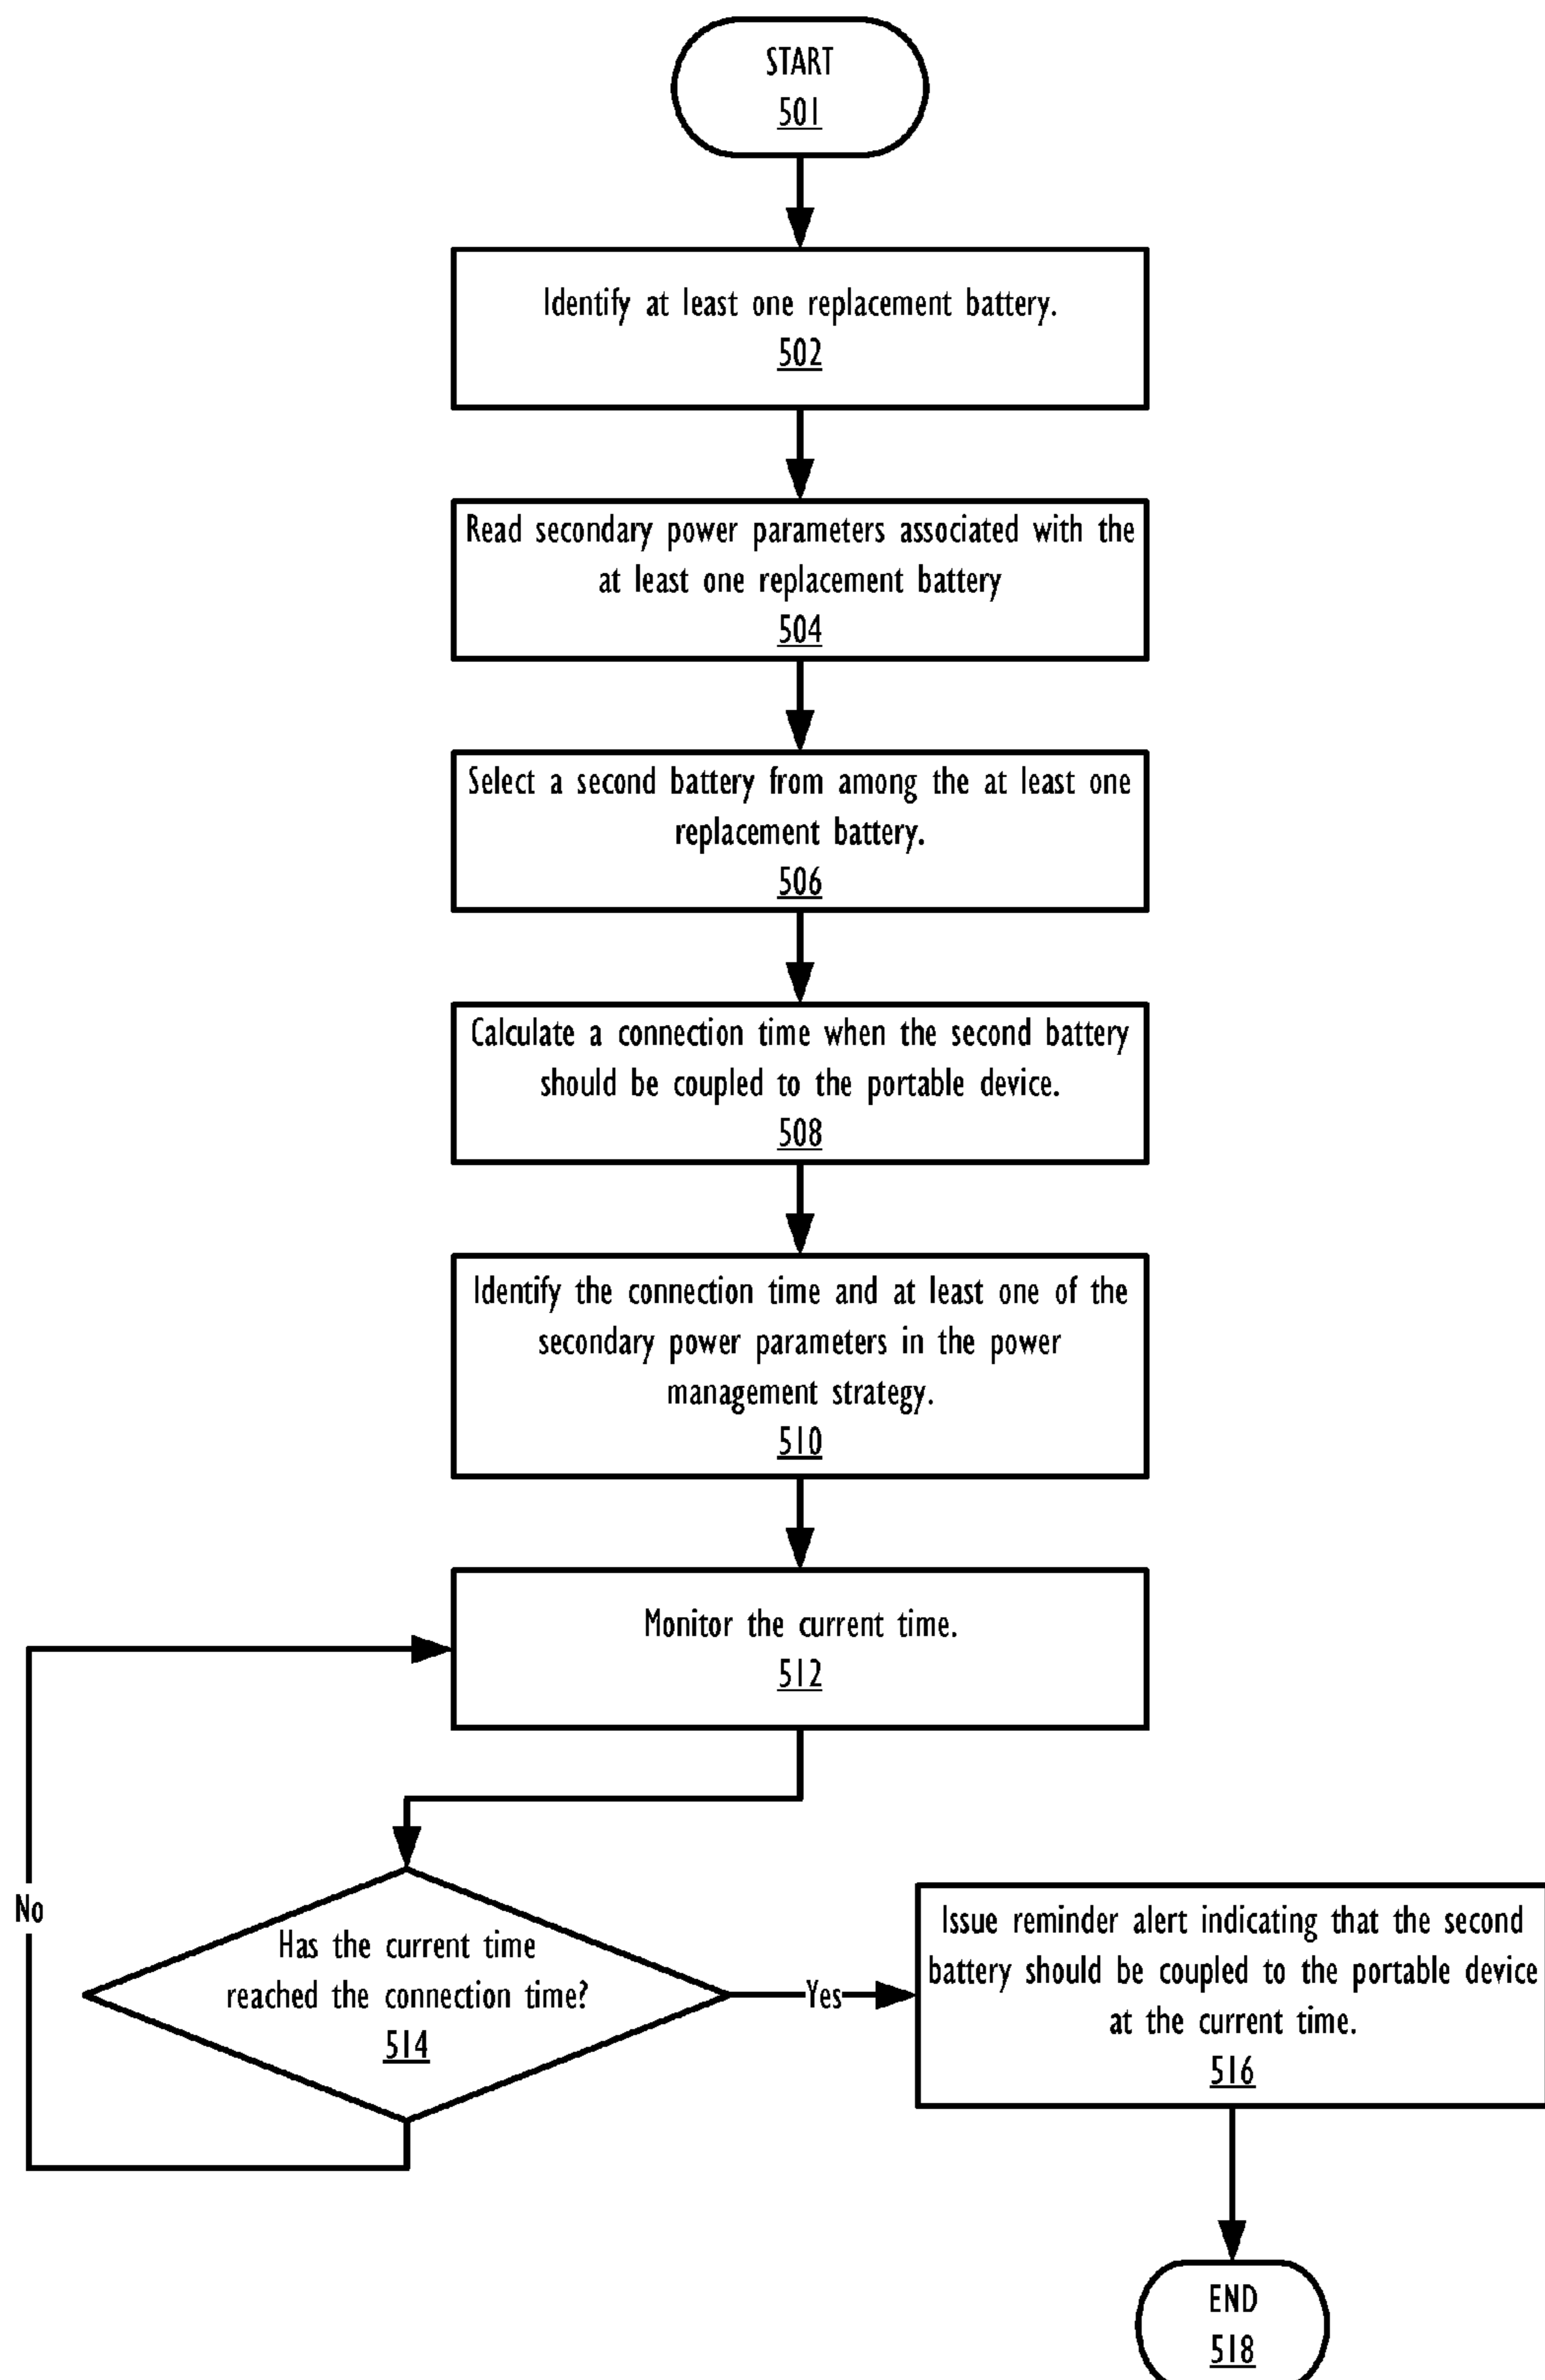 START
501
Identify at least one replacement battery.
502
Read secondary power parameters associated with the
at least one replacement battery
504
Select a second battery from among the at least one
replacement battery.
506
Calculate a connection time when the second battery
should be coupled to the portable device.
508
Identify the connection time and at least one of the
secondary power parameters in the power
management strategy.
510
Monitor the current time.
512
No
Has the current time
reached the connection time?
514
Yes
Issue reminder alert indicating that the second
battery should be coupled to the portable device
at the current time.
516
END
518